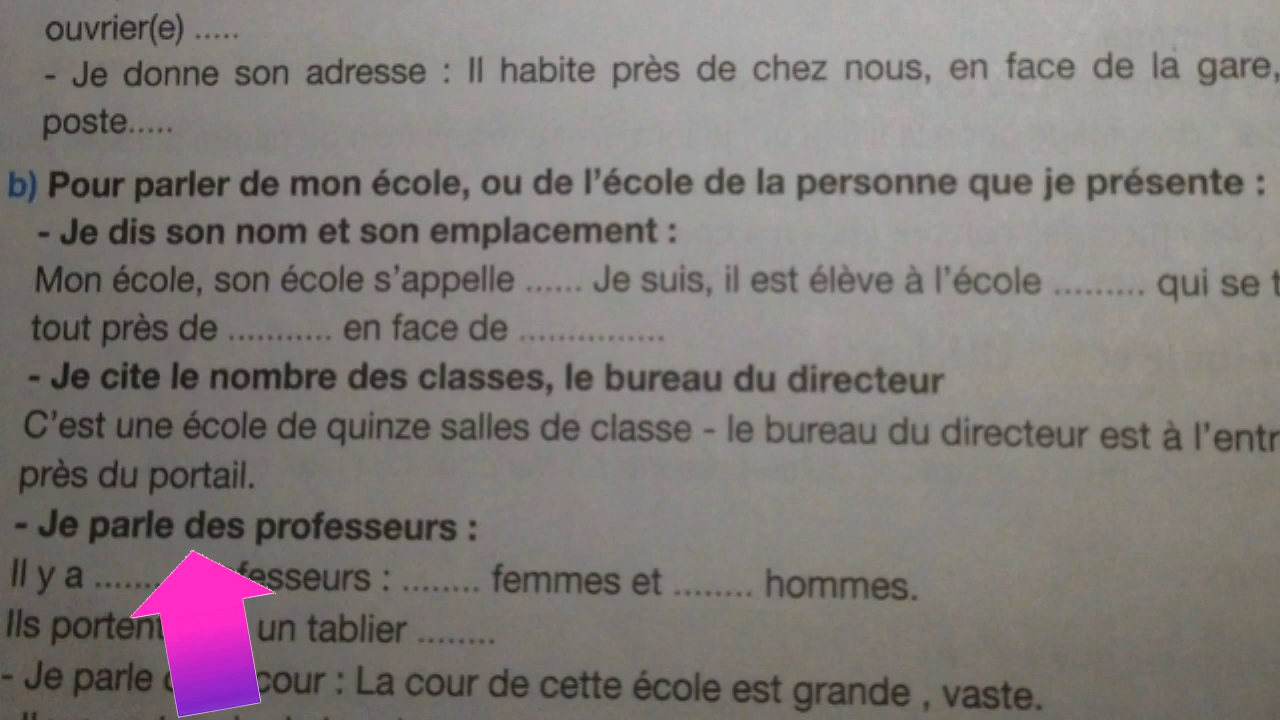 ouvrier(e) .....
- Je donne son adresse : Il habite près de chez nous, en face de la gare,
poste.....
b) Pour parler de mon école, ou de l'école de la personne que je présente :
- Je dis son nom et son emplacement :
Mon école, son école s'appelle ...... Je suis, il est élève à l'école ......... qui se
tout près de ........... en face de ...............
- Je cite le nombre des classes, le bureau du directeur
C'est une école de quinze salles de classe - le bureau du directeur est à
près du portail.
- Je parle des professeurs :
Il y a ....... : ........ femmes et ........ hommes.
Ils un tablier ........
- Je parle cour : La cour de cette école est grande , vaste.